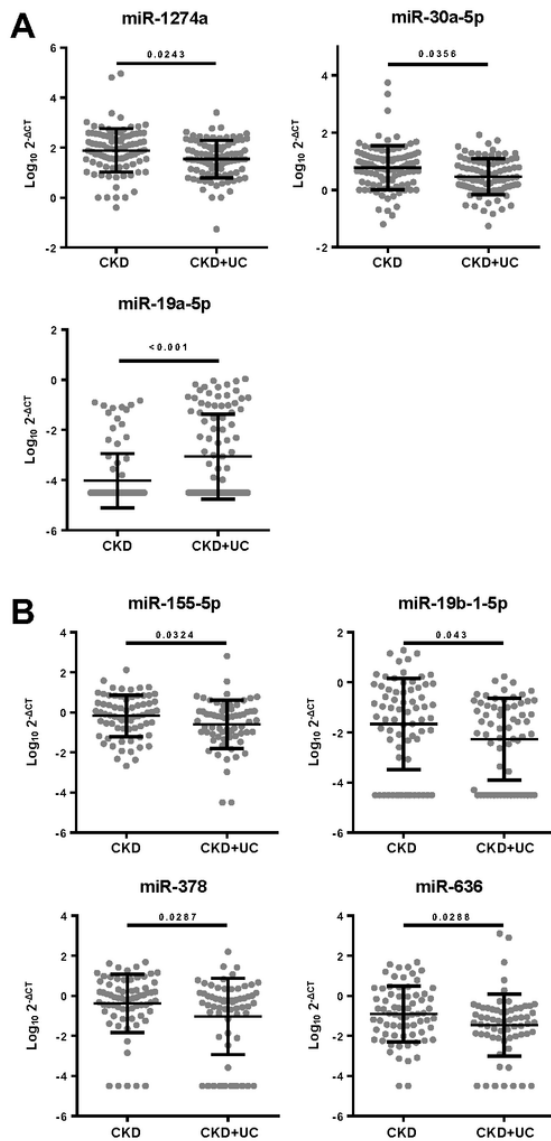 A
miR-1274a
0.0243
Log10 2-ΔCT
6
4
2
0
-2
CKD
CKD+UC
miR-30a-5p
0.0356
Log10 2-ΔCT
4
2
0
-2
CKD
CKD+UC
miR-19a-5p
<0.001
Log10 2-ΔCT
2
0
-2
-4
-6
CKD
CKD+UC
B
miR-155-5p
0.0324
Log10 2-ΔCT
4
2
0
-2
-4
-6
CKD
CKD+UC
miR-19b-1-5p
0.043
Log10 2-ΔCT
2
0
-2
-4
-6
CKD
CKD+UC
miR-378
0.0287
Log10 2-ΔCT
4
2
0
-2
-4
-6
CKD
CKD+UC
miR-636
0.0288
Log10 2-ΔCT
4
2
0
-2
-4
-6
CKD
CKD+UC